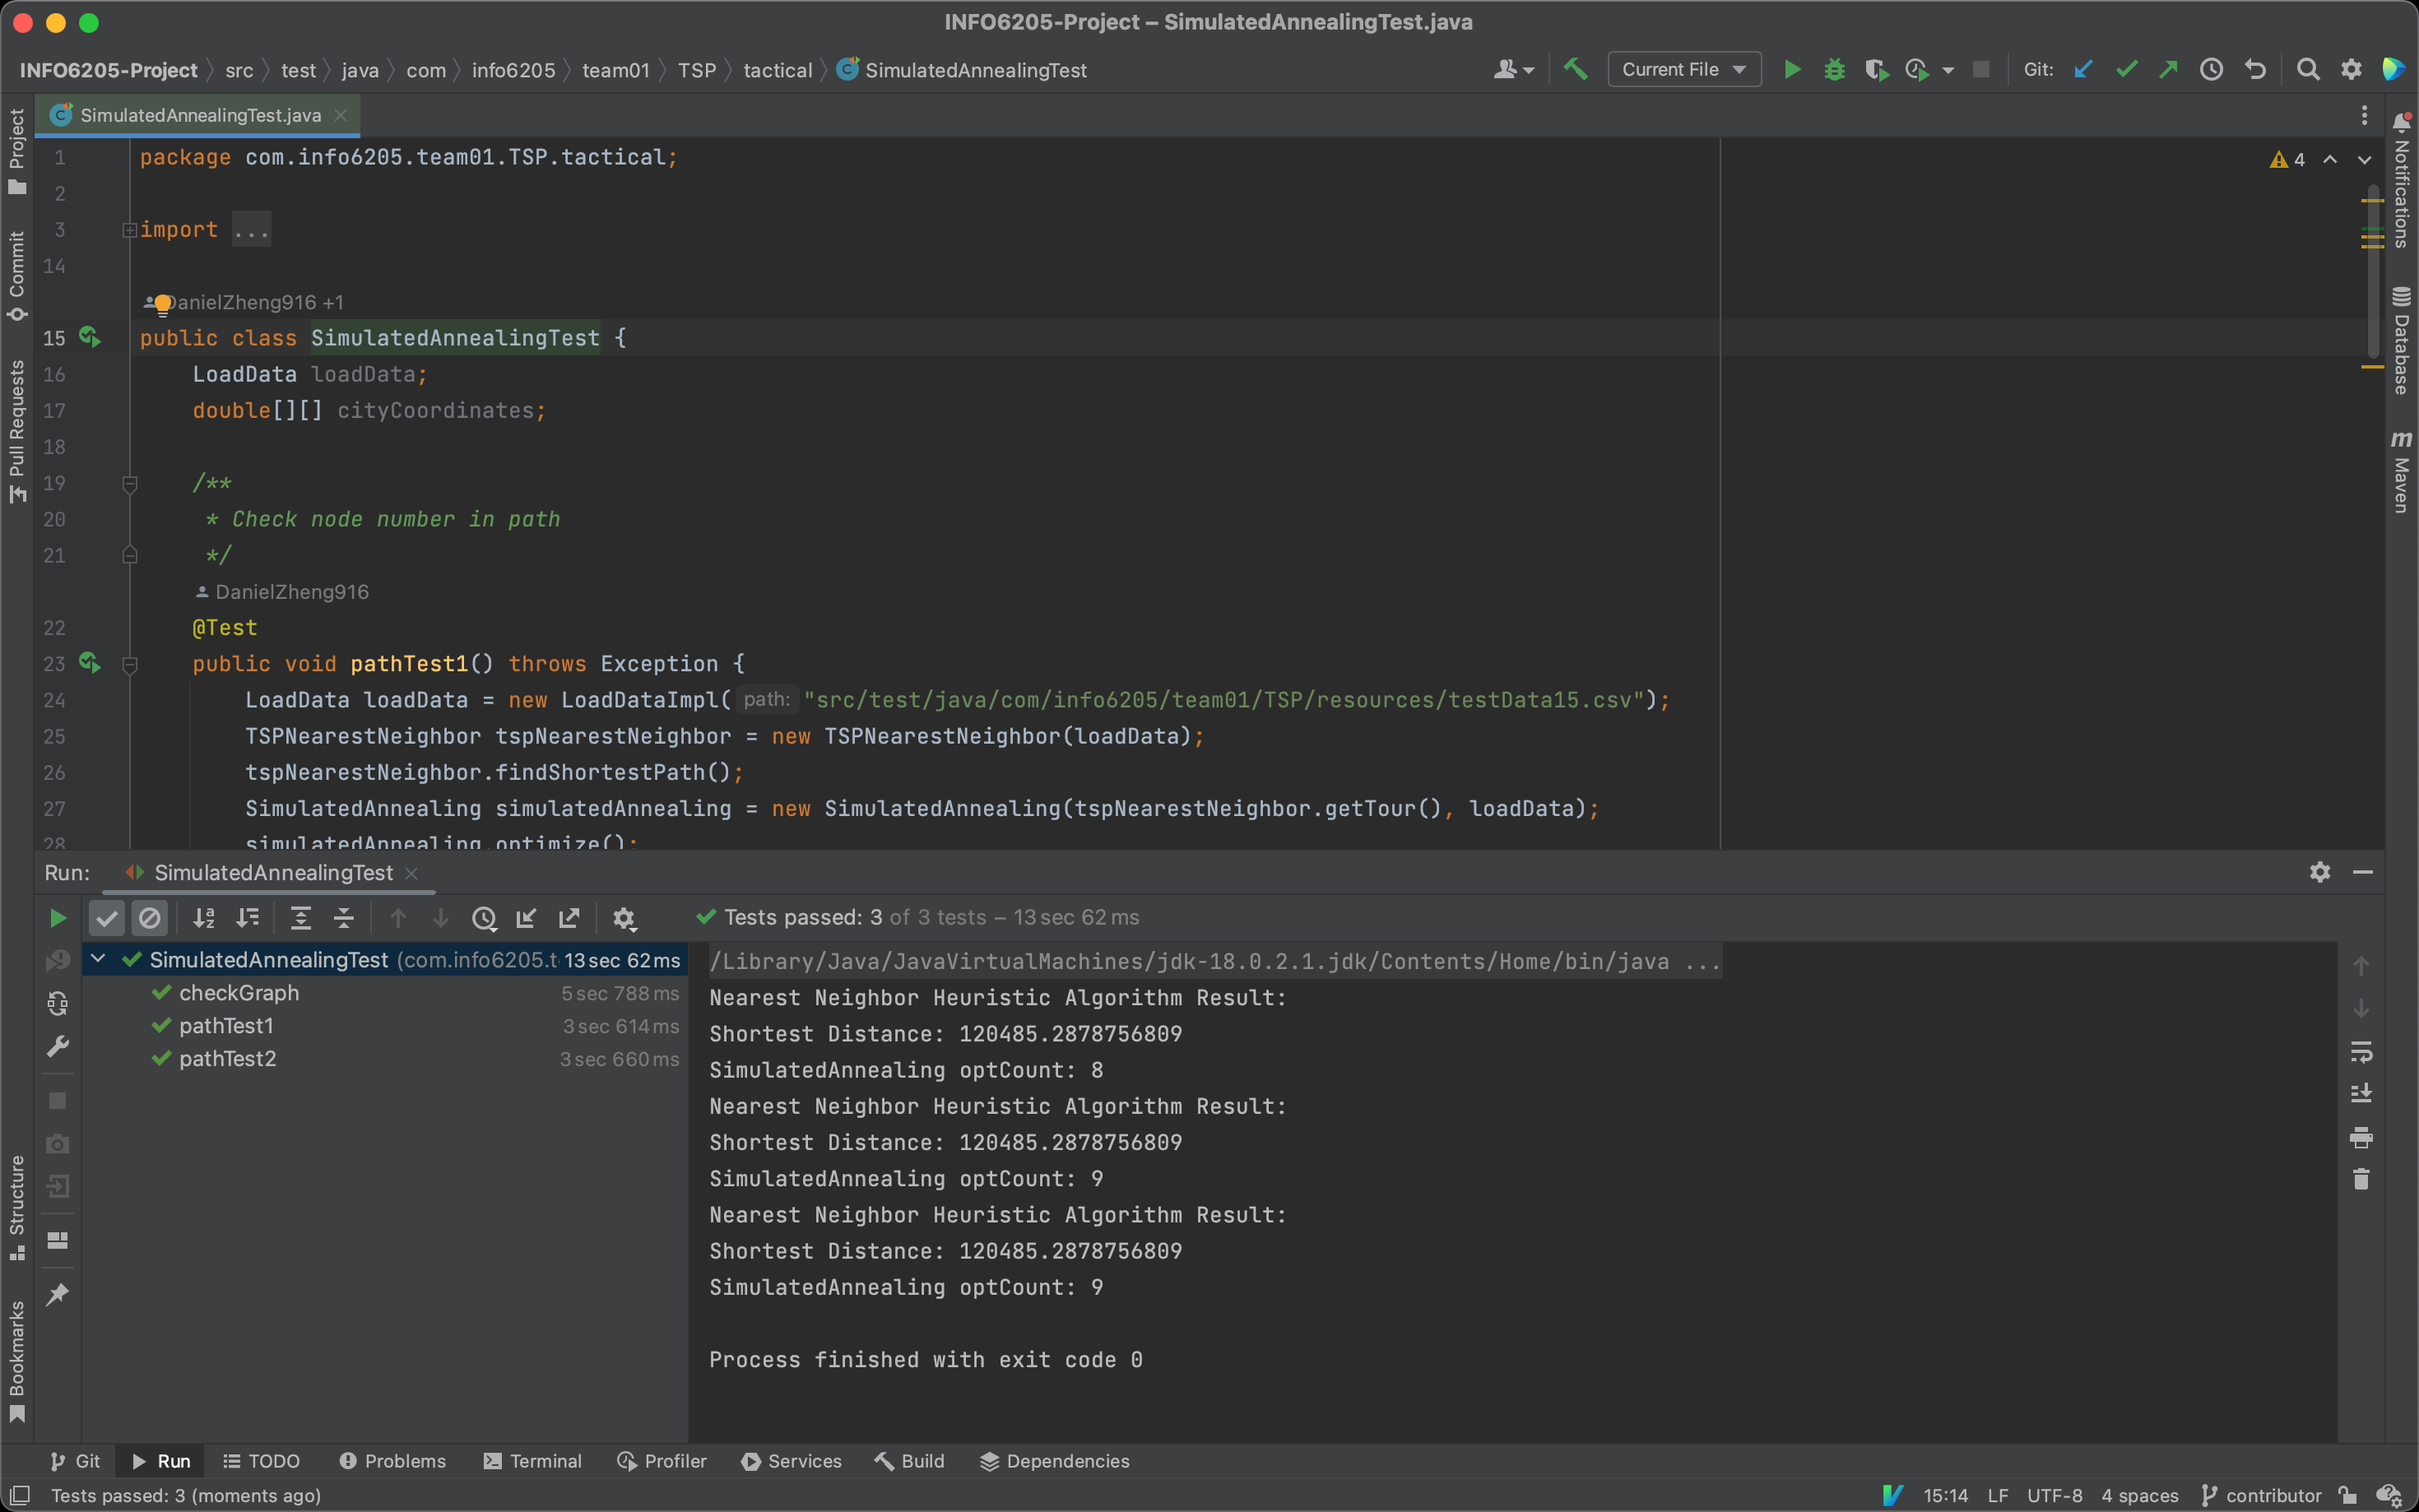 INFO6205-Project – SimulatedAnnealingTest.java
INFO6205-Project src test java com info6205 team01 TSP tactical SimulatedAnnealingTest
Current File
Git:
SimulatedAnnealingTest.java
Project
Commit
Pull Requests
Structure
Bookmarks
Notifications
Database
Maven
4
1 package com.info6205.team01.TSP.tactical;
2
3 import ...
14
DanielZheng916 +1
15 public class SimulatedAnnealingTest {
16 LoadData loadData;
17 double[][] cityCoordinates;
18
19 /**
20 * Check node number in path
21 */
DanielZheng916
22 @Test
23 public void pathTest1() throws Exception {
24 LoadData loadData = new LoadDataImpl( path: "src/test/java/com/info6205/team01/TSP/resources/testData15.csv");
25 TSPNearestNeighbor tspNearestNeighbor = new TSPNearestNeighbor(loadData);
26 tspNearestNeighbor.findShortestPath();
27 SimulatedAnnealing simulatedAnnealing = new SimulatedAnnealing(tspNearestNeighbor.getTour(), loadData);
28 simulatedAnnealing.optimize();
Run: SimulatedAnnealingTest
Tests passed: 3 of 3 tests – 13 sec 62 ms
SimulatedAnnealingTest (com.info6205.t 13 sec 62 ms
checkGraph 5 sec 788 ms
pathTest1 3 sec 614 ms
pathTest2 3 sec 660 ms
/Library/Java/JavaVirtualMachines/jdk-18.0.2.1.jdk/Contents/Home/bin/java ...
Nearest Neighbor Heuristic Algorithm Result:
Shortest Distance: 120485.2878756809
SimulatedAnnealing optCount: 8
Nearest Neighbor Heuristic Algorithm Result:
Shortest Distance: 120485.2878756809
SimulatedAnnealing optCount: 9
Nearest Neighbor Heuristic Algorithm Result:
Shortest Distance: 120485.2878756809
SimulatedAnnealing optCount: 9
Process finished with exit code 0
Git Run TODO Problems Terminal Profiler Services Build Dependencies
Tests passed: 3 (moments ago)
15:14 LF UTF-8 4 spaces contributor